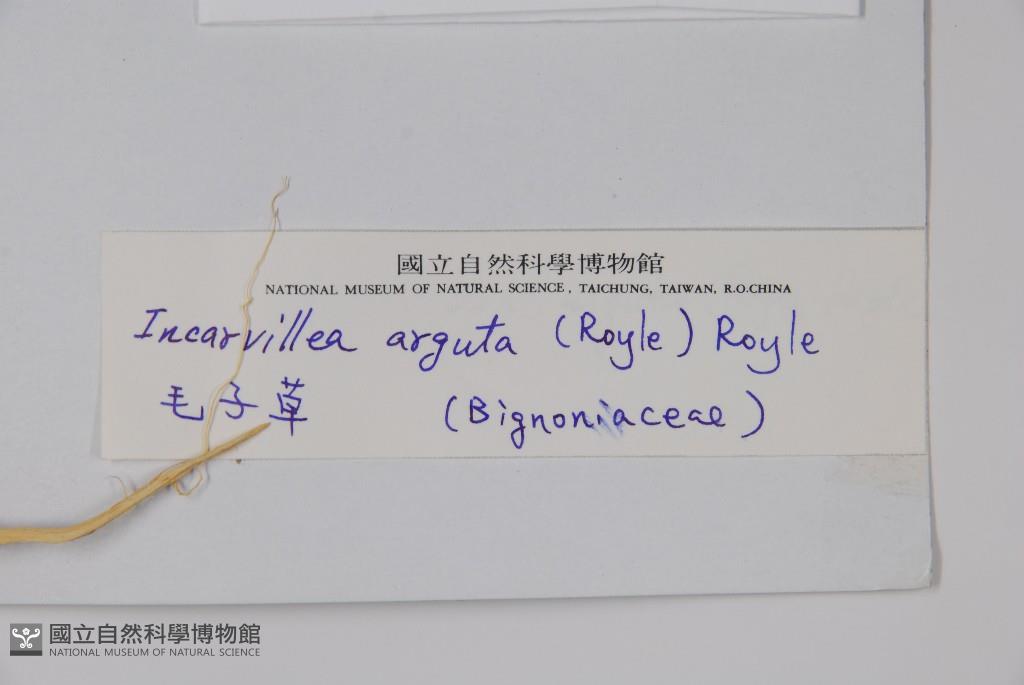 國立自然科學博物館
NATIONAL MUSEUM OF NATURAL SCIENCE, TAICHUNG, TAIWAN, R.O.CHINA
Incarvillea arguta (Royle) Royle
毛子草 (Bignoniaceae)
國立自然科學博物館
NATIONAL MUSEUM OF NATURAL SCIENCE